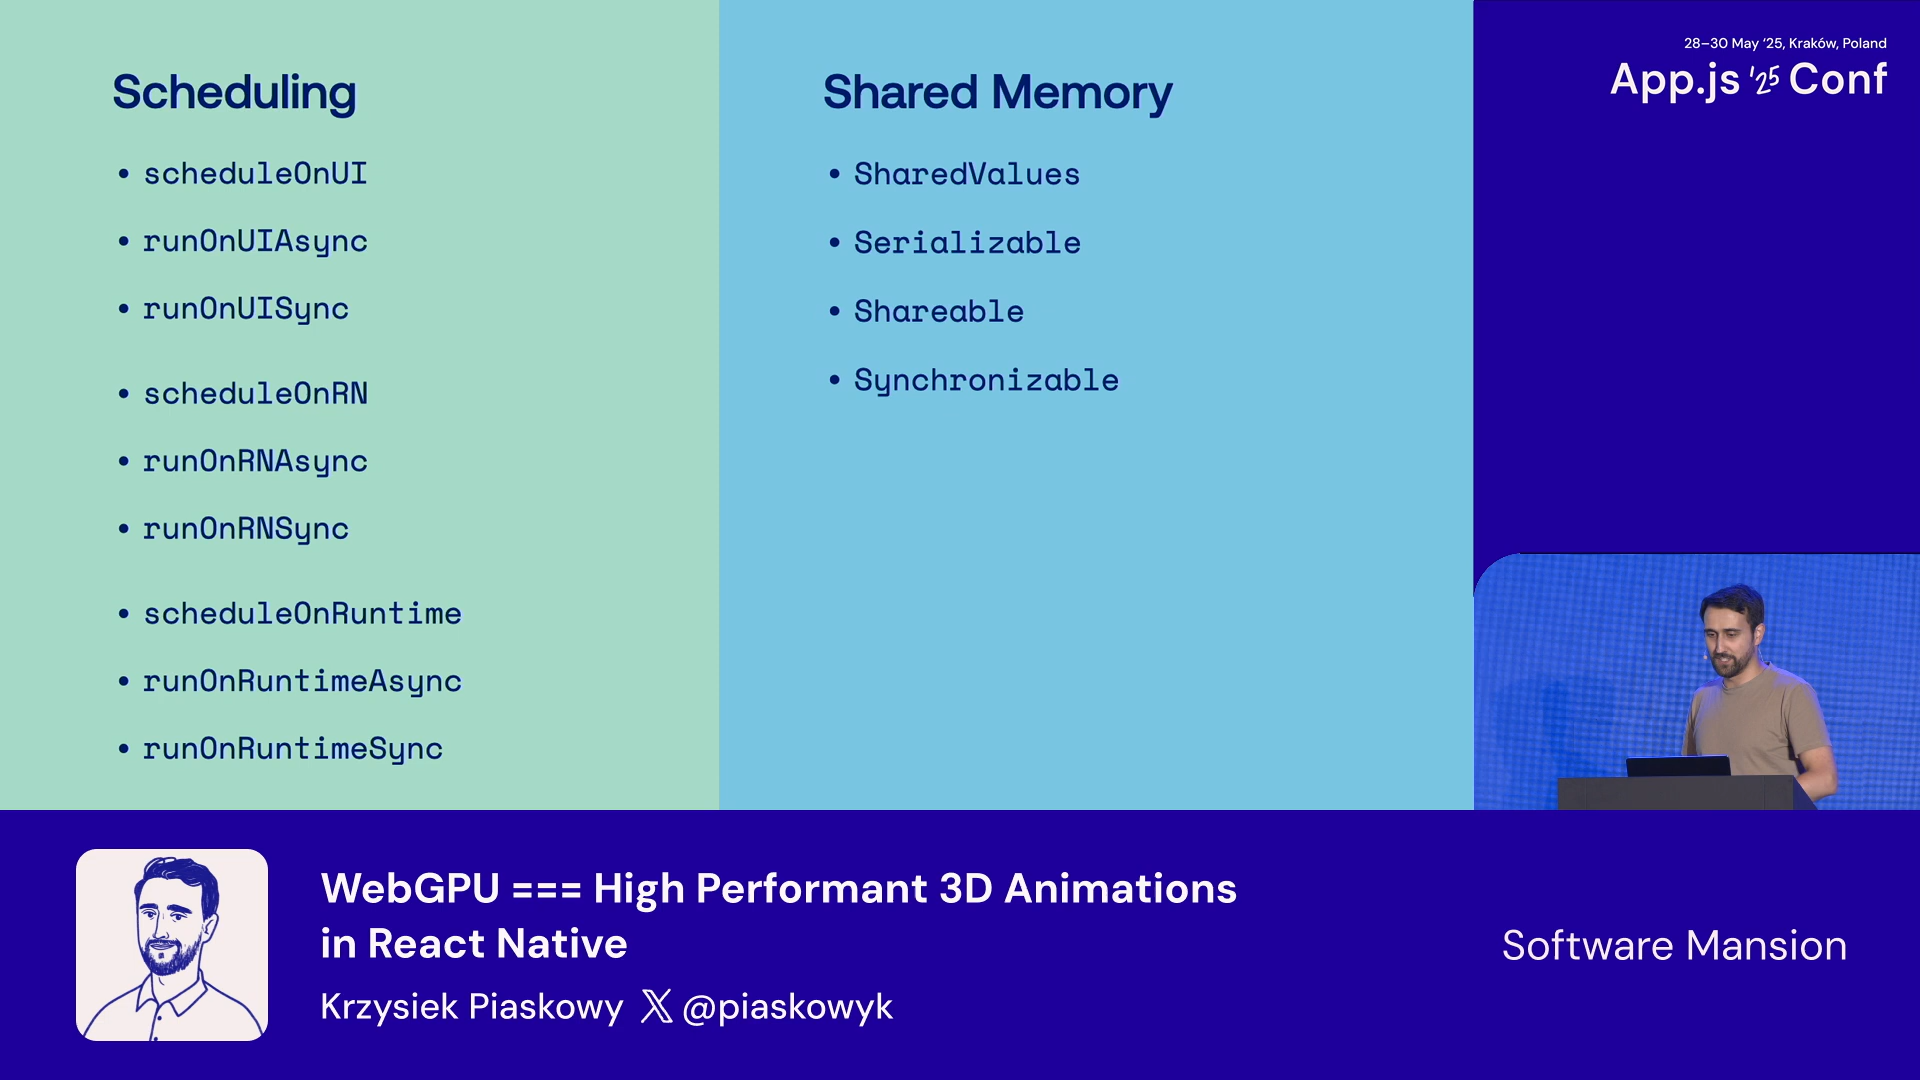 Scheduling
• scheduleOnUI
• runOnUIAsync
• runOnUISync
• scheduleOnRN
• runOnRNAsync
• runOnRNSync
• scheduleOnRuntime
• runOnRuntimeAsync
• runOnRuntimeSync
Shared Memory
• SharedValues
• Serializable
• Shareable
• Synchronizable
28–30 May ‘25, Kraków, Poland
App.js '25 Conf
WebGPU === High Performant 3D Animations
in React Native
Krzysiek Piaskowy 𝕏 @piaskowyk
Software Mansion